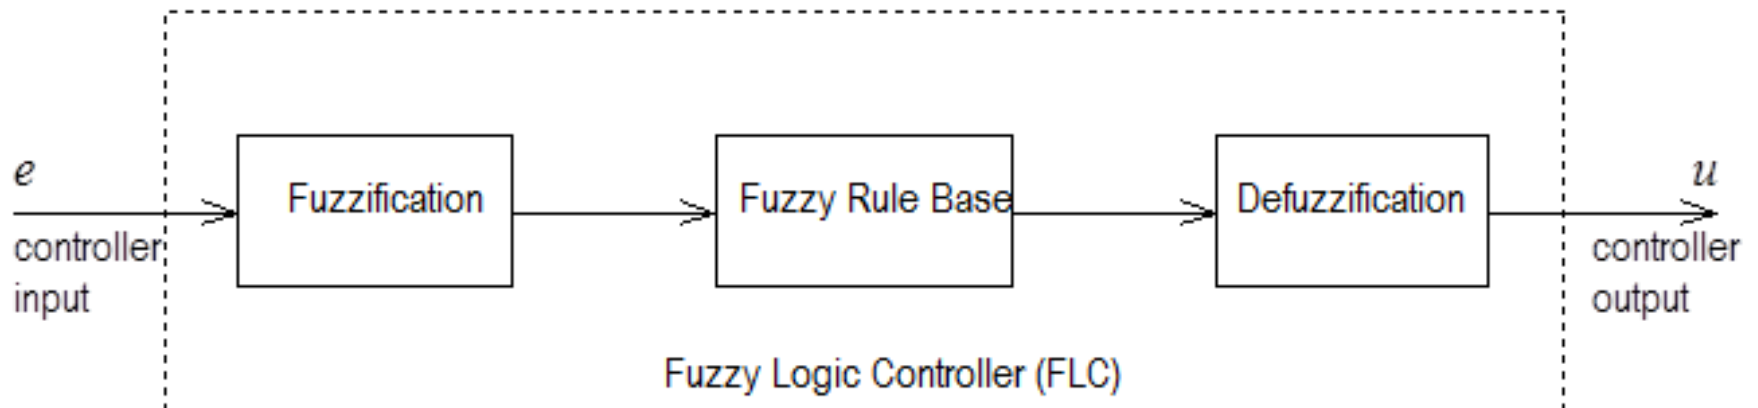 e
controller
input
Fuzzification
Fuzzy Rule Base
Defuzzification
u
controller
output
Fuzzy Logic Controller (FLC)